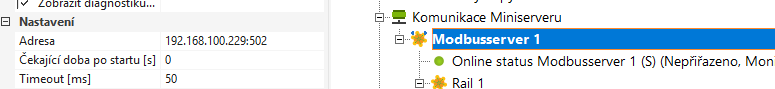 Zobrazit diagnostiku...
Nastavení
Adresa 192.168.100.229:502
Čekající doba po startu [s] 0
Timeout [ms] 50
Komunikace Miniserveru
Modbusserver 1
Online status Modbusserver 1 (S) (Nepřiřazeno, Mon
Rail 1